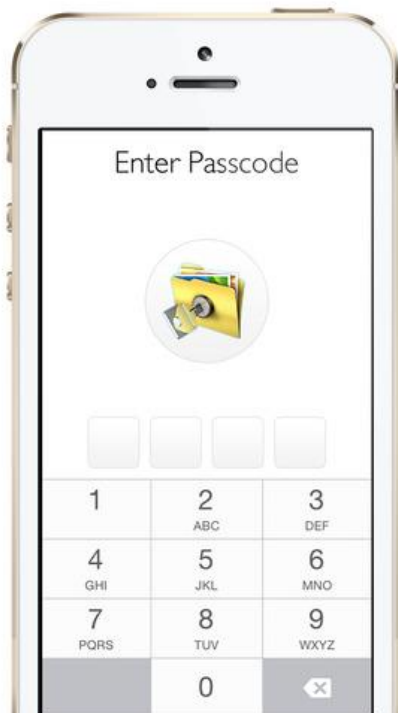 Enter Passcode
1 2 3
ABC DEF
4 5 6
GHI JKL MNO
7 8 9
PQRS TUV WXYZ
0